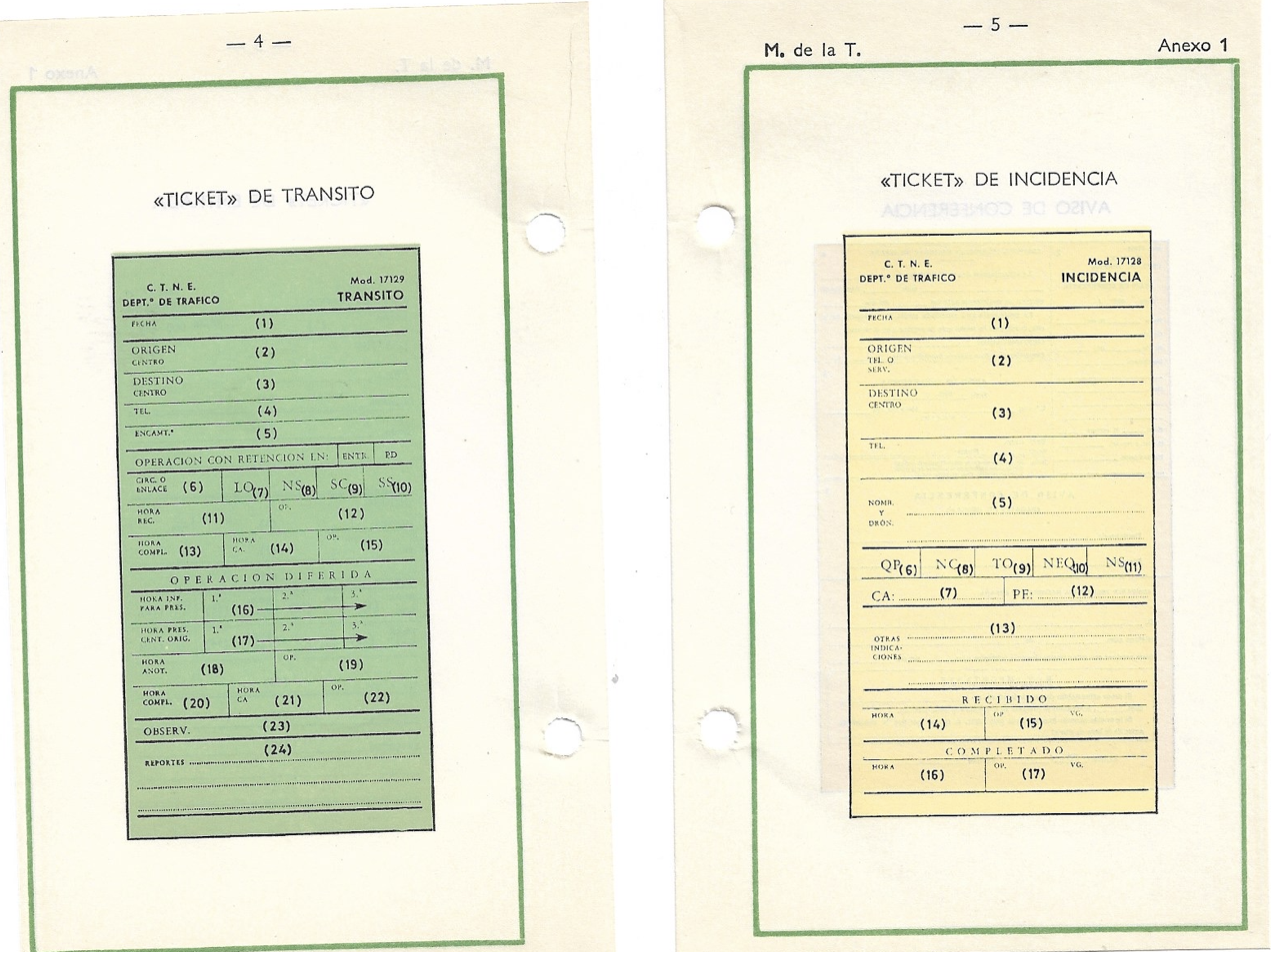 — 4 —
«TICKET» DE TRANSITO
C. T. N. E.
DEPT.º DE TRAFICO
Mod. 17129
TRANSITO
FECHA (1)
ORIGEN
CENTRO (2)
DESTINO
CENTRO (3)
TEL. (4)
ENCAMT.º (5)
OPERACION CON RETENCION EN: ENTR. PD
CIRC. O
ENLACE (6) LO(7) NS(8) SC(9) SS(10)
HORA
REC. (11) OP. (12)
HORA
COMPL. (13) HORA
CA. (14) OP. (15)
OPERACION DIFERIDA
HORA INF.
PARA PRES. 1.ª (16) 2.ª 3.ª
HORA PRES.
CENT. ORIG. 1.ª (17) 2.ª 3.ª
HORA
ANOT. (18) OP. (19)
HORA
COMPL. (20) HORA
CA (21) OP. (22)
OBSERV. (23)
(24)
REPORTES
— 5 —
M. de la T. Anexo 1
«TICKET» DE INCIDENCIA
C. T. N. E.
DEPT.º DE TRAFICO
Mod. 17128
INCIDENCIA
FECHA (1)
ORIGEN
TEL. O
SERV. (2)
DESTINO
CENTRO
(3)
TEL.
(4)
NOMB.
Y
DRON. (5)
QP(6) NC(8) TO(9) NEQ(10) NS(11)
CA: (7) PE: (12)
(13)
OTRAS
INDICA-
CIONES
RECIBIDO
HORA (14) OP (15) VG.
COMPLETADO
HORA (16) OP. (17) VG.